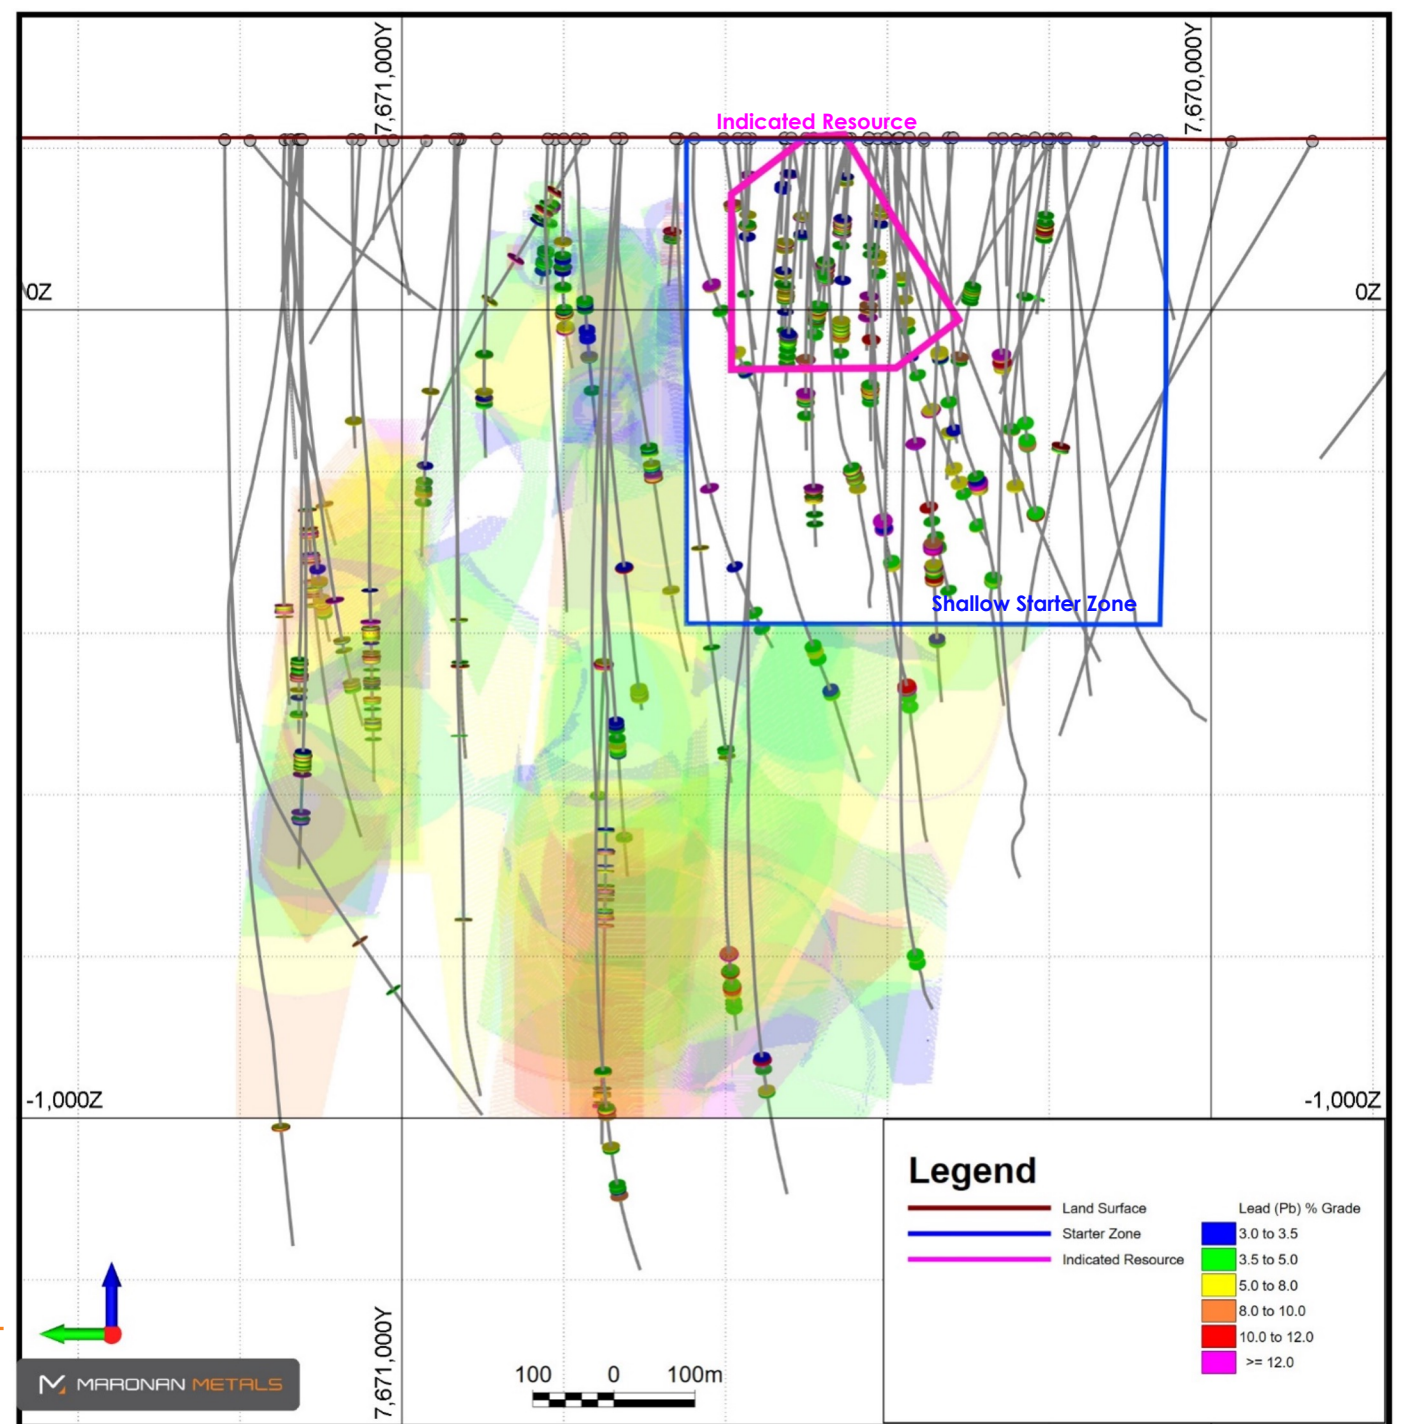 7,671,000Y
7,670,000Y
Indicated Resource
0Z
0Z
Shallow Starter Zone
-1,000Z
-1,000Z
Legend
Land Surface
Starter Zone
Indicated Resource
Lead (Pb) % Grade
3.0 to 3.5
3.5 to 5.0
5.0 to 8.0
8.0 to 10.0
10.0 to 12.0
>= 12.0
7,671,000Y
100 0 100m
MARONAN METALS